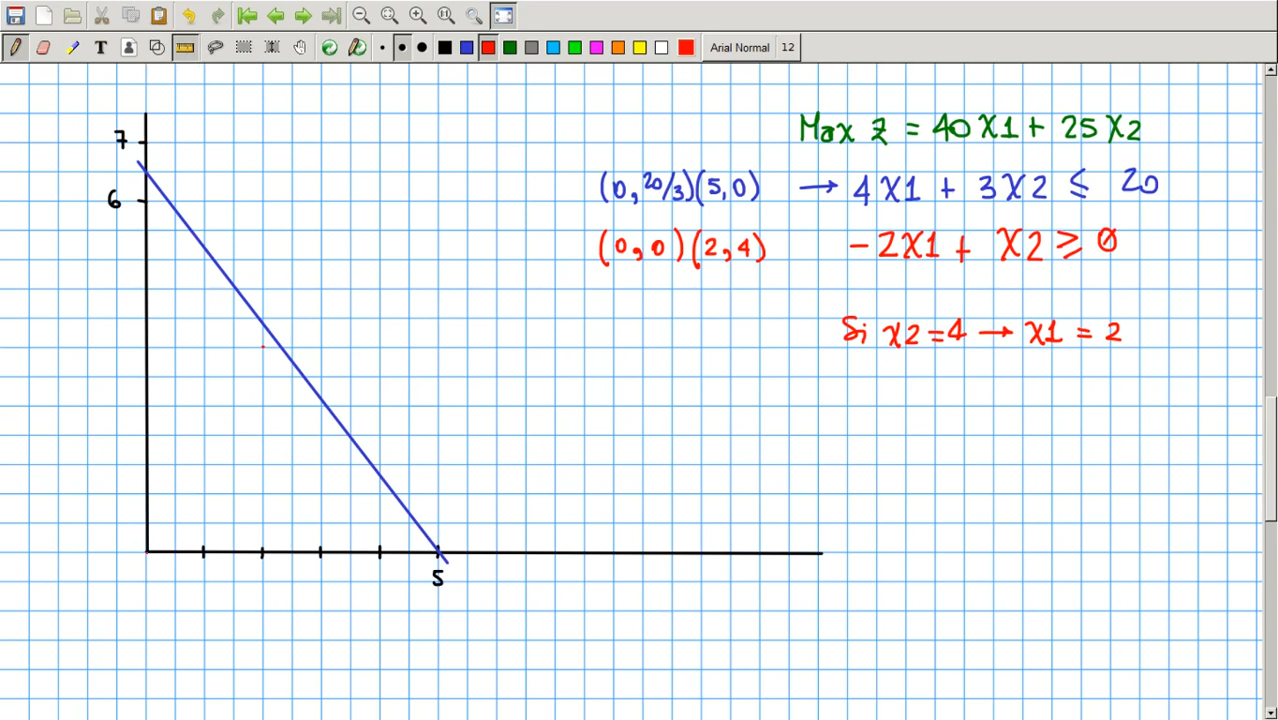 Arial Normal 12
Max Z = 40X1 + 25X2
(0, 20/3)(5,0) → 4X1 + 3X2 ≤ 20
(0,0)(2,4) -2X1 + X2 ≥ 0
Si X2 = 4 → X1 = 2
7
6
5